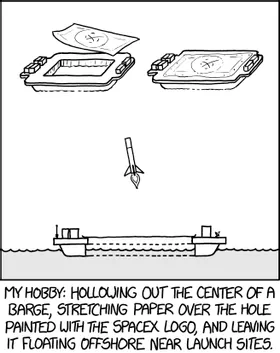 MY HOBBY: HOLLOWING OUT THE CENTER OF A
BARGE, STRETCHING PAPER OVER THE HOLE
PAINTED WITH THE SPACEX LOGO, AND LEAVING
IT FLOATING OFFSHORE NEAR LAUNCH SITES.